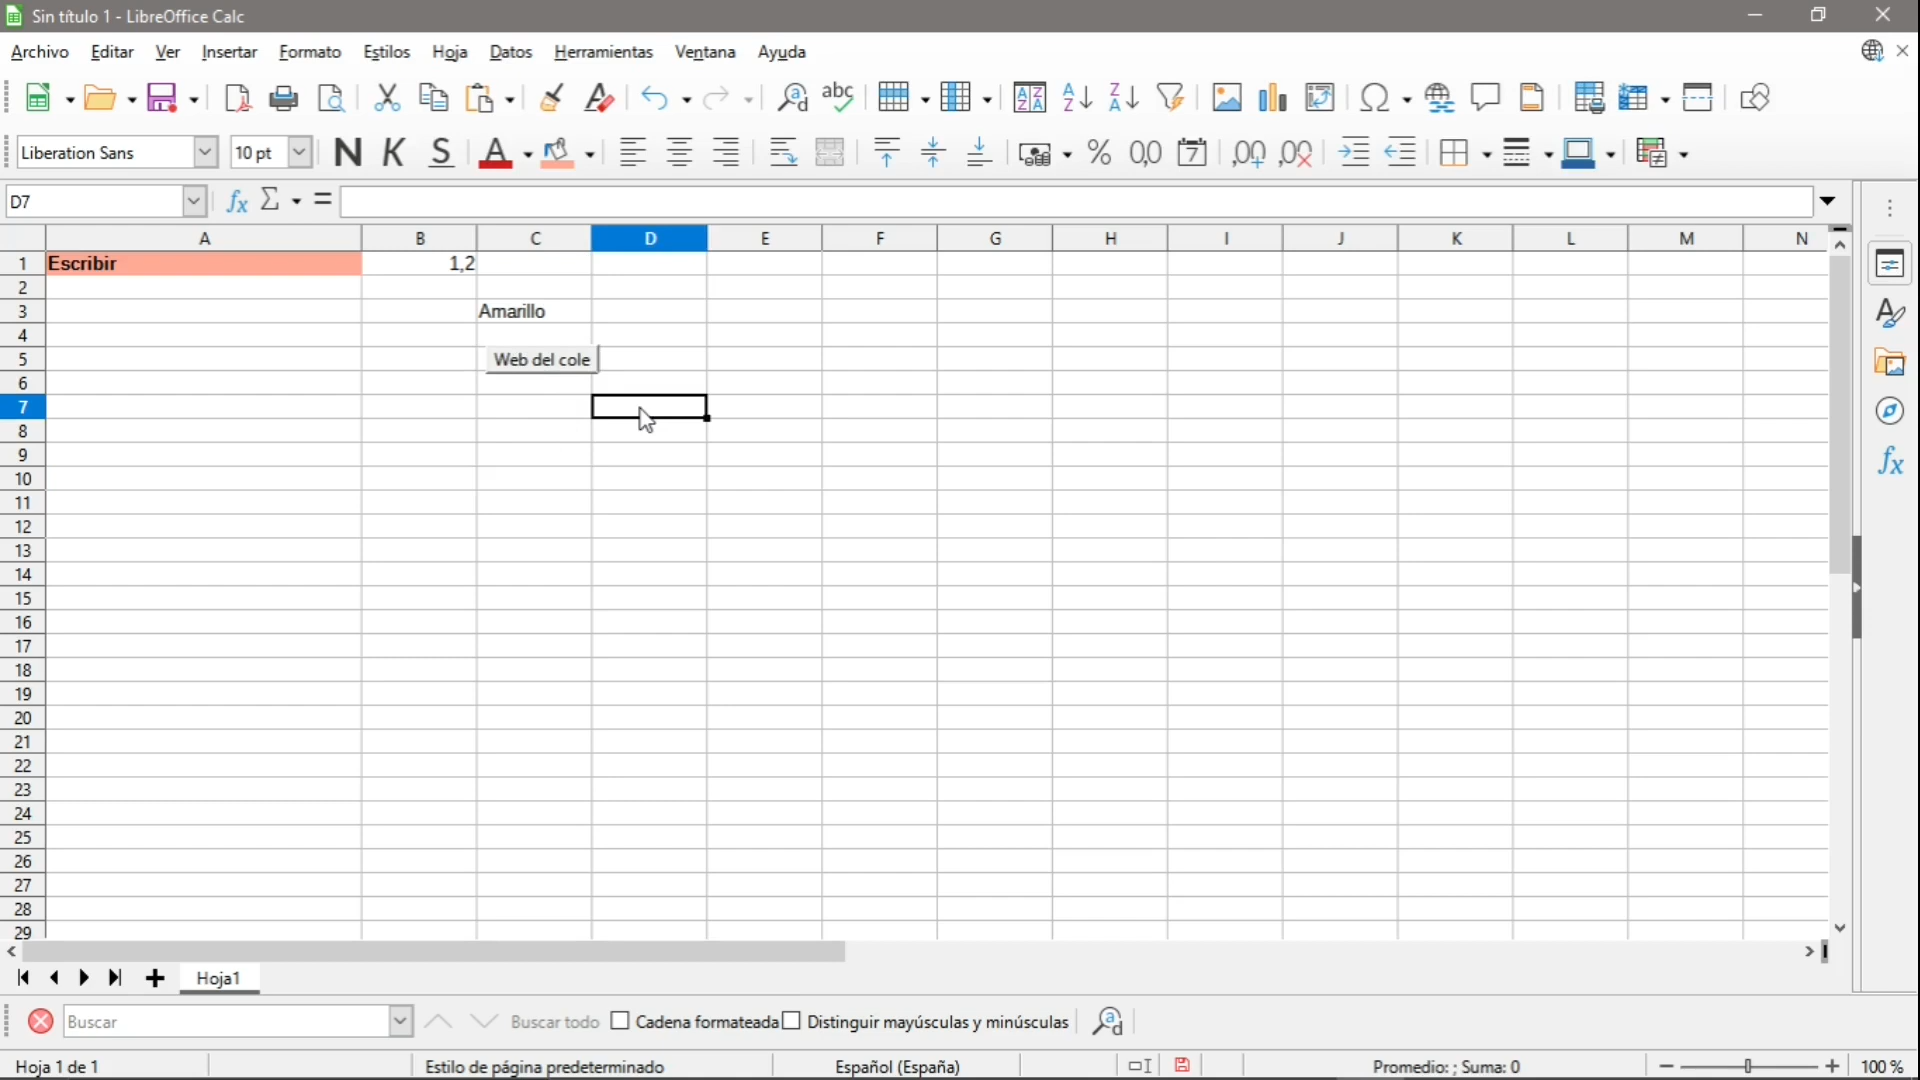 Sin título 1 - LibreOffice Calc
Archivo Editar Ver Insertar Formato Estilos Hoja Datos Herramientas Ventana Ayuda
Liberation Sans 10 pt N K S
D7
A B C D E F G H I J K L M N
1 Escribir 1,2
2
3 Amarillo
4
5 Web del cole
6
7
8
9
10
11
12
13
14
15
16
17
18
19
20
21
22
23
24
25
26
27
28
29
Hoja1
Buscar Buscar todo Cadena formateada Distinguir mayúsculas y minúsculas
Hoja 1 de 1 Estilo de página predeterminado Español (España) Promedio: ; Suma: 0 100 %